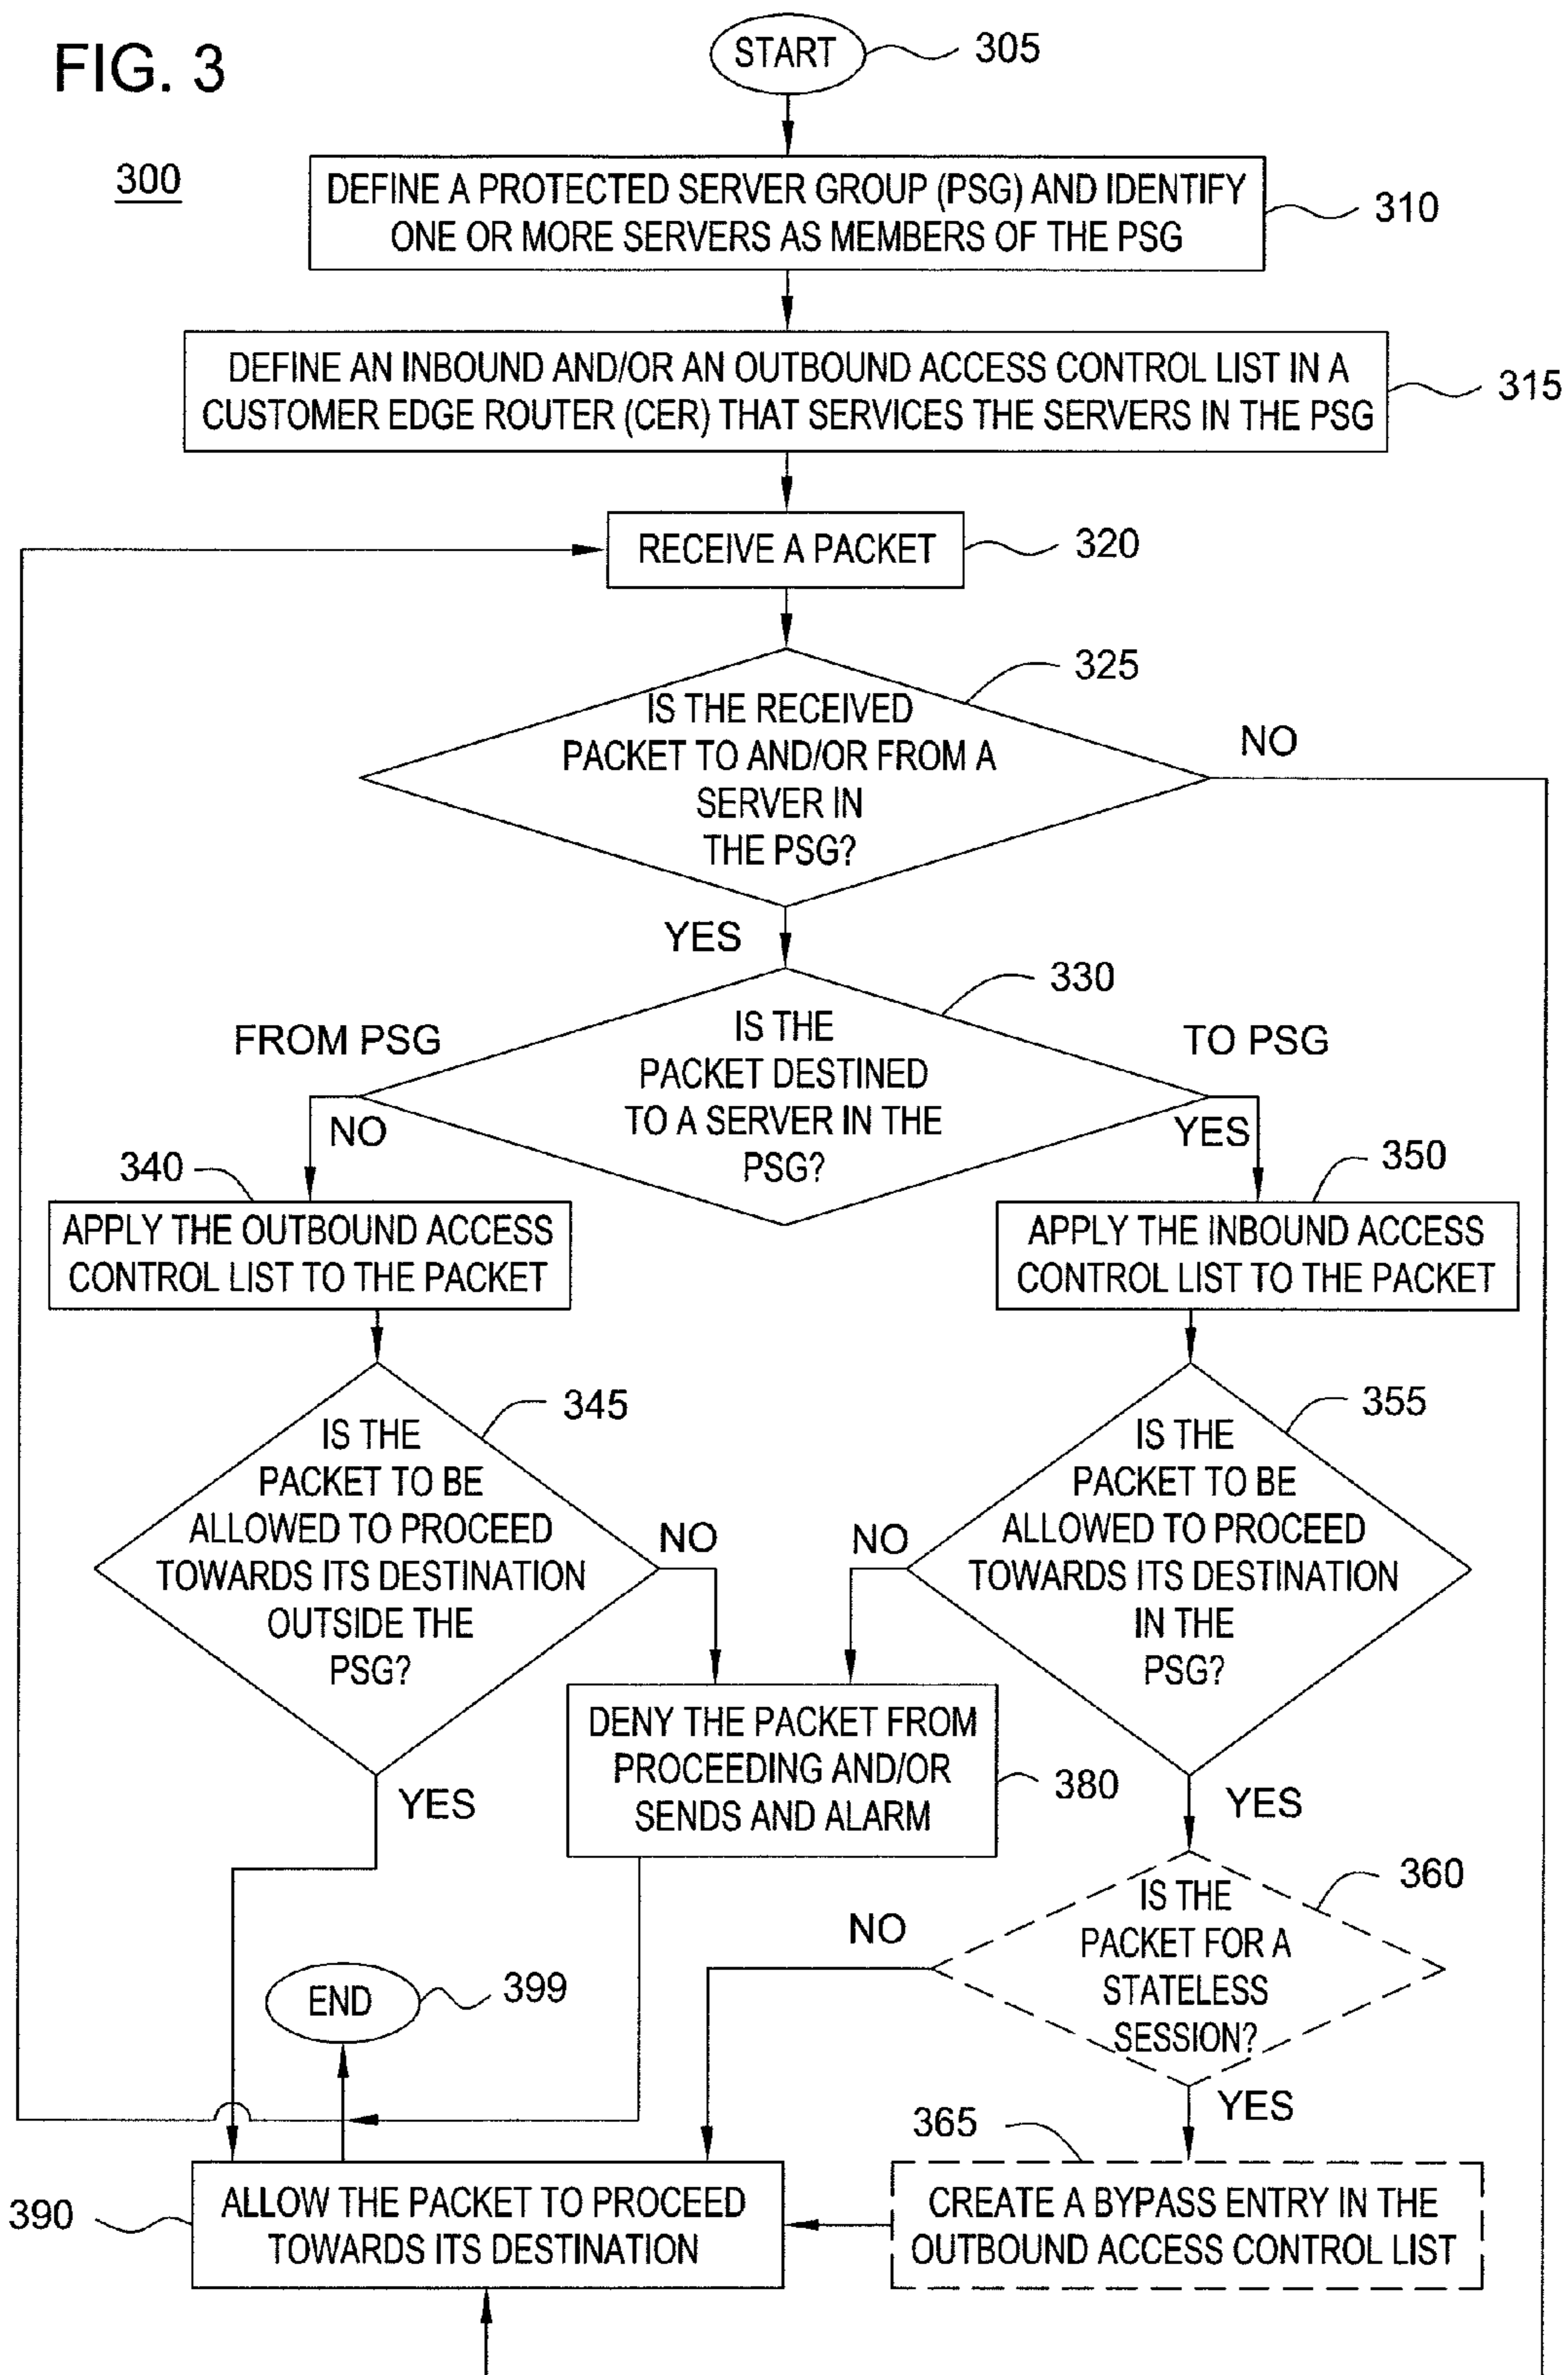 FIG. 3
300
START
305
DEFINE A PROTECTED SERVER GROUP (PSG) AND IDENTIFY
ONE OR MORE SERVERS AS MEMBERS OF THE PSG
310
DEFINE AN INBOUND AND/OR AN OUTBOUND ACCESS CONTROL LIST IN A
CUSTOMER EDGE ROUTER (CER) THAT SERVICES THE SERVERS IN THE PSG
315
RECEIVE A PACKET
320
325
IS THE RECEIVED
PACKET TO AND/OR FROM A
SERVER IN
THE PSG?
NO
YES
330
IS THE
PACKET DESTINED
TO A SERVER IN THE
PSG?
FROM PSG
NO
TO PSG
YES
340
APPLY THE OUTBOUND ACCESS
CONTROL LIST TO THE PACKET
350
APPLY THE INBOUND ACCESS
CONTROL LIST TO THE PACKET
345
IS THE
PACKET TO BE
ALLOWED TO PROCEED
TOWARDS ITS DESTINATION
OUTSIDE THE
PSG?
NO
YES
355
IS THE
PACKET TO BE
ALLOWED TO PROCEED
TOWARDS ITS DESTINATION
IN THE
PSG?
NO
YES
DENY THE PACKET FROM
PROCEEDING AND/OR
SENDS AND ALARM
380
360
IS THE
PACKET FOR A
STATELESS
SESSION?
NO
YES
END
399
365
CREATE A BYPASS ENTRY IN THE
OUTBOUND ACCESS CONTROL LIST
390
ALLOW THE PACKET TO PROCEED
TOWARDS ITS DESTINATION